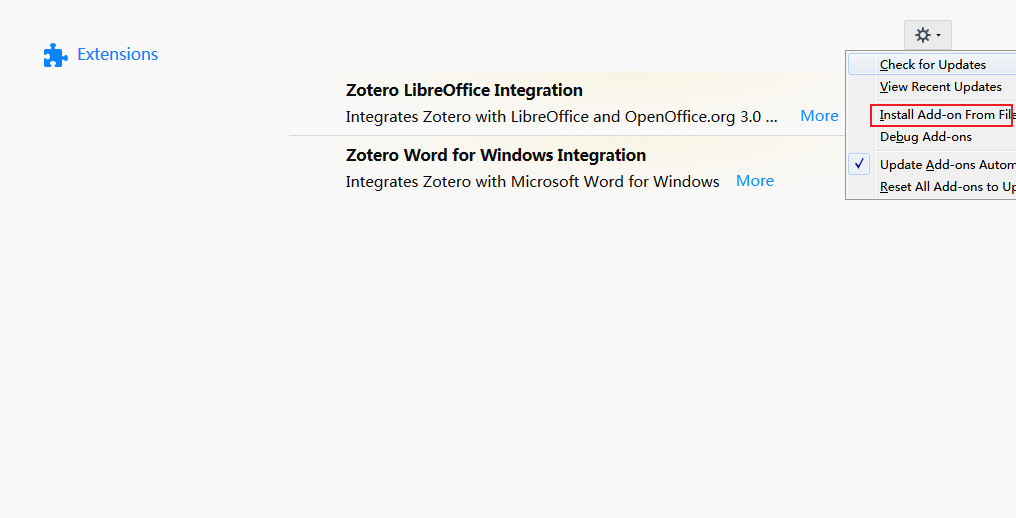 Extensions
Check for Updates
Zotero LibreOffice Integration
View Recent Updates
Integrates Zotero with LibreOffice and OpenOffice.org 3.0 ... More
Install Add-on From File
Debug Add-ons
Zotero Word for Windows Integration
Update Add-ons Autom
Integrates Zotero with Microsoft Word for Windows More
Reset All Add-ons to Up